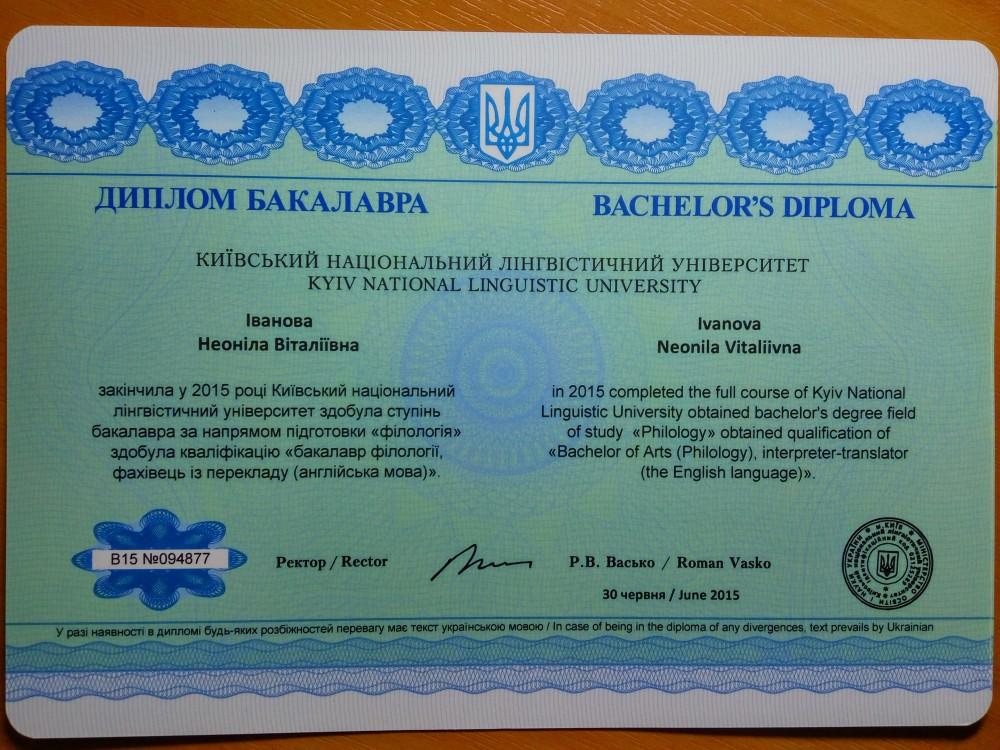 ДИПЛОМ БАКАЛАВРА
BACHELOR'S DIPLOMA
КИЇВСЬКИЙ НАЦІОНАЛЬНИЙ ЛІНГВІСТИЧНИЙ УНІВЕРСИТЕТ
KYIV NATIONAL LINGUISTIC UNIVERSITY
Іванова
Неоніла Віталіївна
закінчила у 2015 році Київський національний
лінгвістичний університет здобула ступінь
бакалавра за напрямом підготовки «філологія»
здобула кваліфікацію «бакалавр філології,
фахівець із перекладу (англійська мова)».
Ivanova
Neonila Vitaliivna
in 2015 completed the full course of Kyiv National
Linguistic University obtained bachelor's degree field
of study «Philology» obtained qualification of
«Bachelor of Arts (Philology), interpreter-translator
(the English language)».
В15 №094877
Ректор / Rector
Р.В. Васько / Roman Vasko
30 червня / June 2015
м.КИЇВ МІНІСТЕРСТВО ОСВІТИ І НАУКИ УКРАЇНИ
У разі наявності в дипломі будь-яких розбіжностей перевагу має текст українською мовою / In case of being in the diploma of any divergences, text prevails by Ukrainian